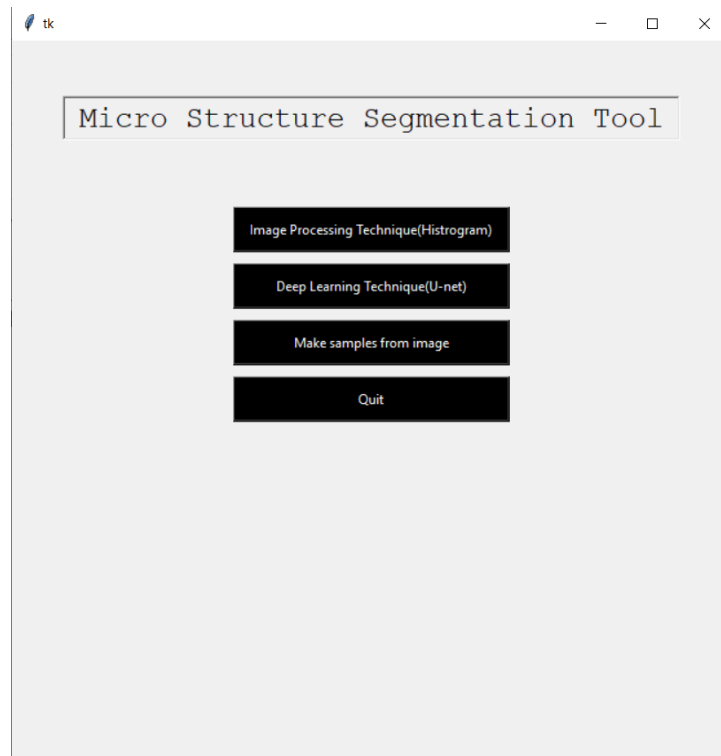 tk
Micro Structure Segmentation Tool
Image Processing Technique(Histrogram)
Deep Learning Technique(U-net)
Make samples from image
Quit